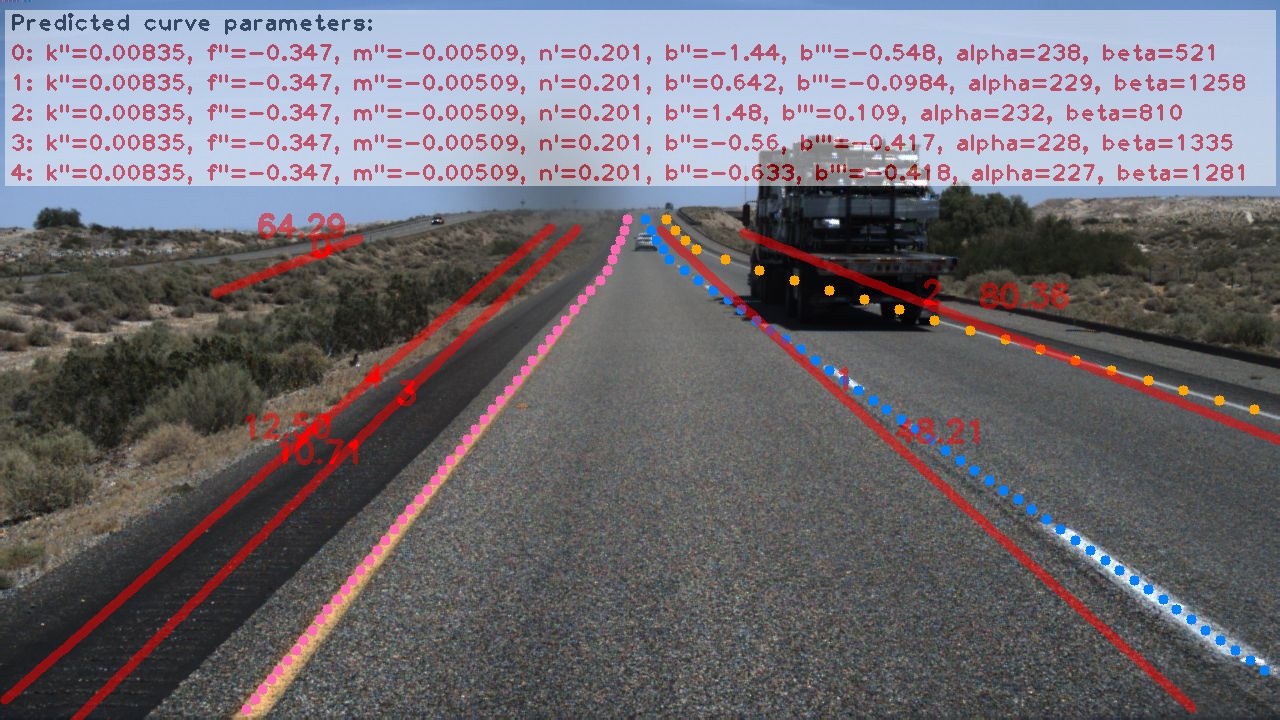 Predicted curve parameters:
0: k''=0.00835, f''=−0.347, m''=−0.00509, n'=0.201, b''=−1.44, b'''=−0.548, alpha=238, beta=521
1: k''=0.00835, f''=−0.347, m''=−0.00509, n'=0.201, b''=0.642, b'''=−0.0984, alpha=229, beta=1258
2: k''=0.00835, f''=−0.347, m''=−0.00509, n'=0.201, b''=1.48, b'''=0.109, alpha=232, beta=810
3: k''=0.00835, f''=−0.347, m''=−0.00509, n'=0.201, b''=−0.56, b'''=−0.417, alpha=228, beta=1335
4: k''=0.00835, f''=−0.347, m''=−0.00509, n'=0.201, b''=−0.633, b'''=−0.418, alpha=227, beta=1281
64.29
0
2 80.36
4
1
3
12.50
48.21
10.71